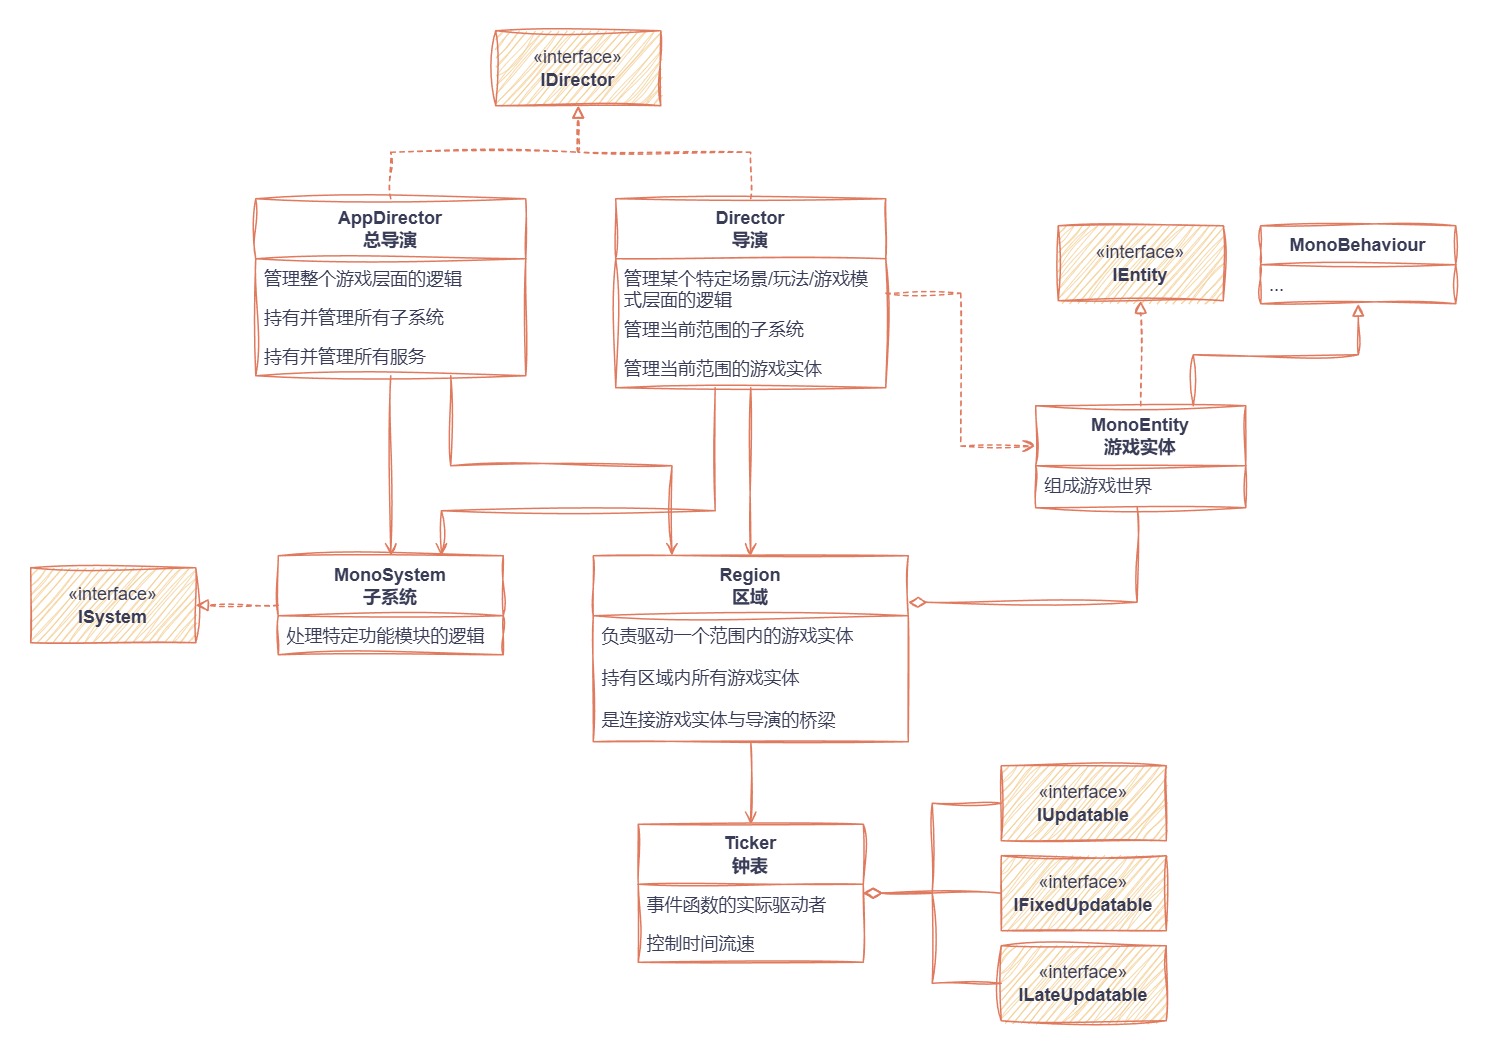 «interface»
IDirector
AppDirector
总导演
管理整个游戏层面的逻辑
持有并管理所有子系统
持有并管理所有服务
Director
导演
管理某个特定场景/玩法/游戏模
式层面的逻辑
管理当前范围的子系统
管理当前范围的游戏实体
«interface»
IEntity
MonoBehaviour
...
MonoEntity
游戏实体
组成游戏世界
«interface»
ISystem
MonoSystem
子系统
处理特定功能模块的逻辑
Region
区域
负责驱动一个范围内的游戏实体
持有区域内所有游戏实体
是连接游戏实体与导演的桥梁
Ticker
钟表
事件函数的实际驱动者
控制时间流速
«interface»
IUpdatable
«interface»
IFixedUpdatable
«interface»
ILateUpdatable